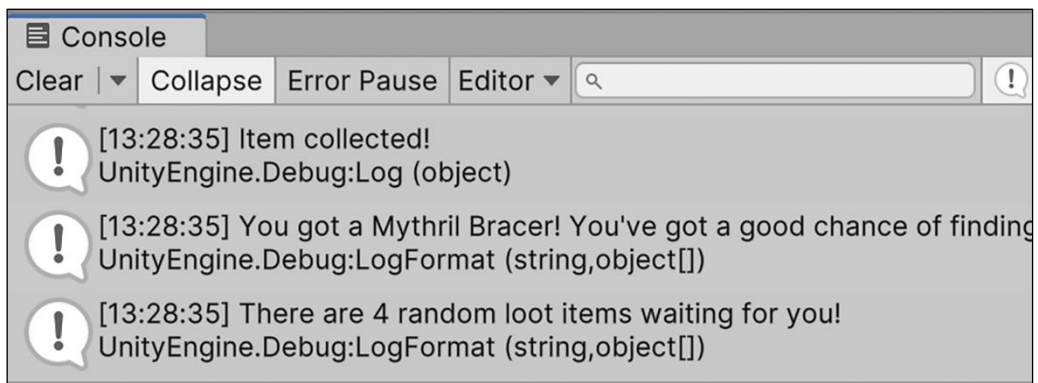 Console
Clear Collapse Error Pause Editor
[13:28:35] Item collected!
UnityEngine.Debug:Log (object)
[13:28:35] You got a Mythril Bracer! You've got a good chance of finding
UnityEngine.Debug:LogFormat (string,object[])
[13:28:35] There are 4 random loot items waiting for you!
UnityEngine.Debug:LogFormat (string,object[])